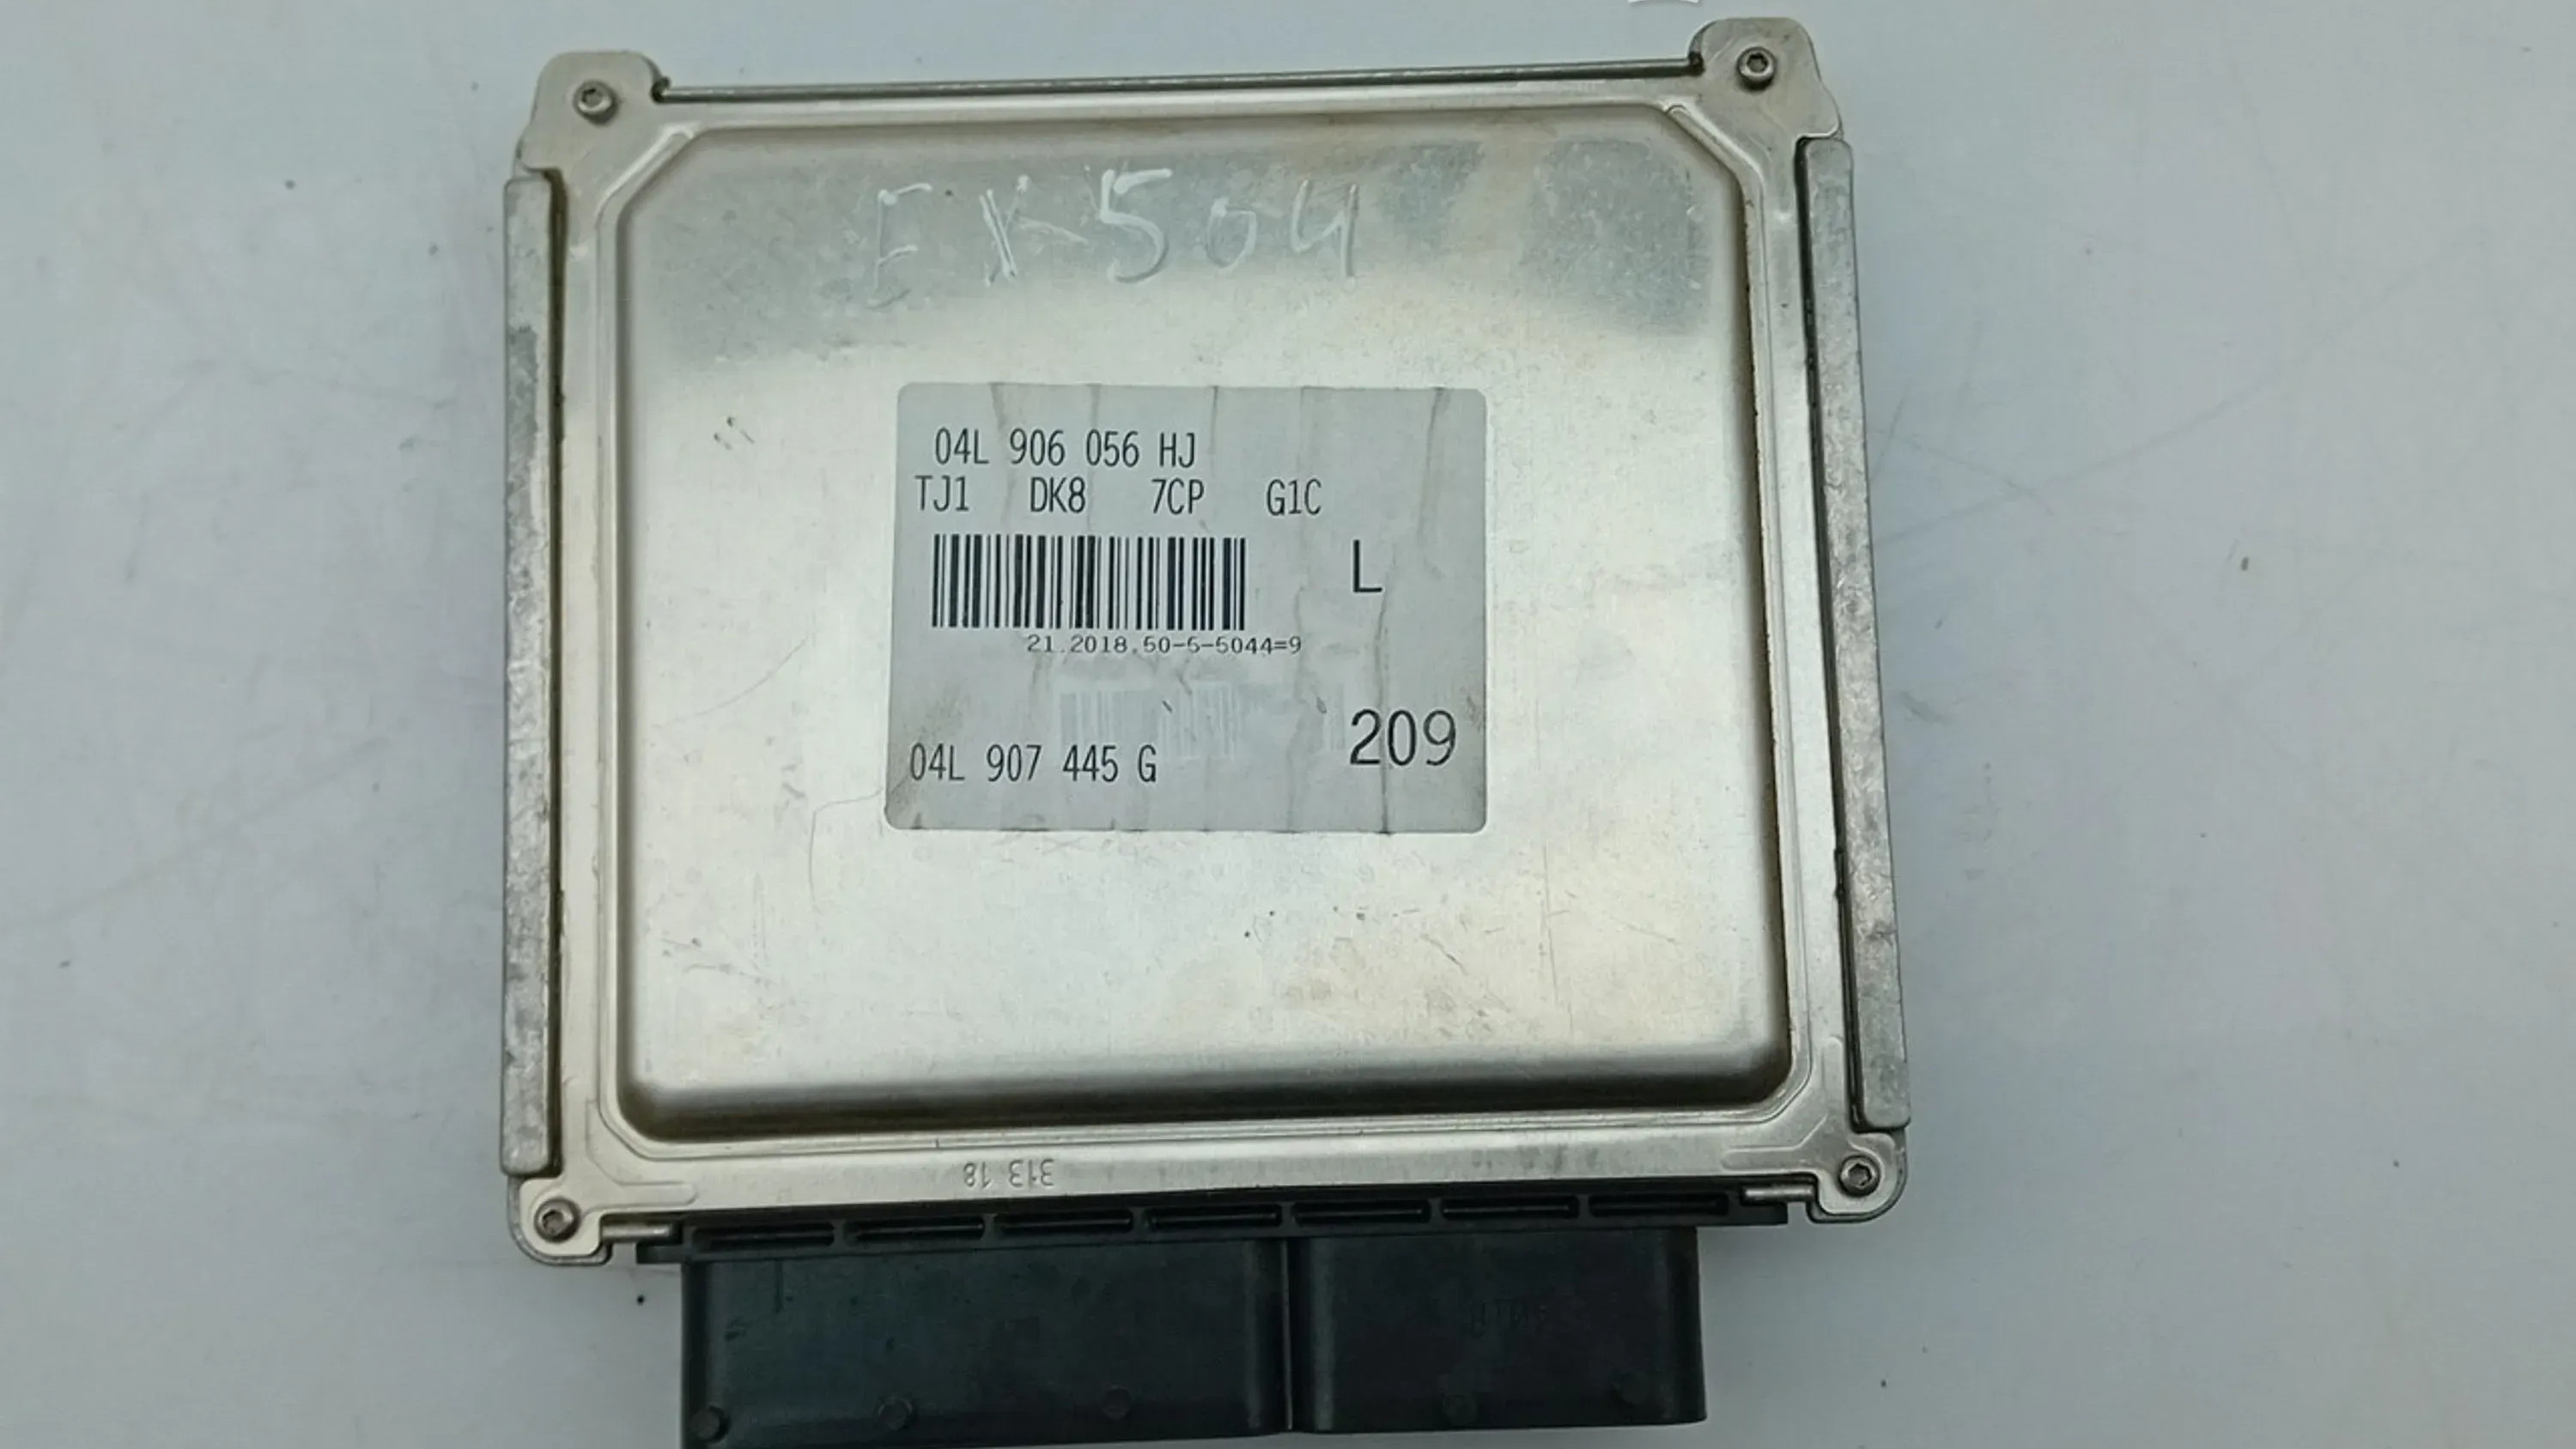 EX504
04L 906 056 HJ
TJ1 DK8 7CP G1C
L
21.2018.50-5-5044=9
209
04L 907 445 G
313 18